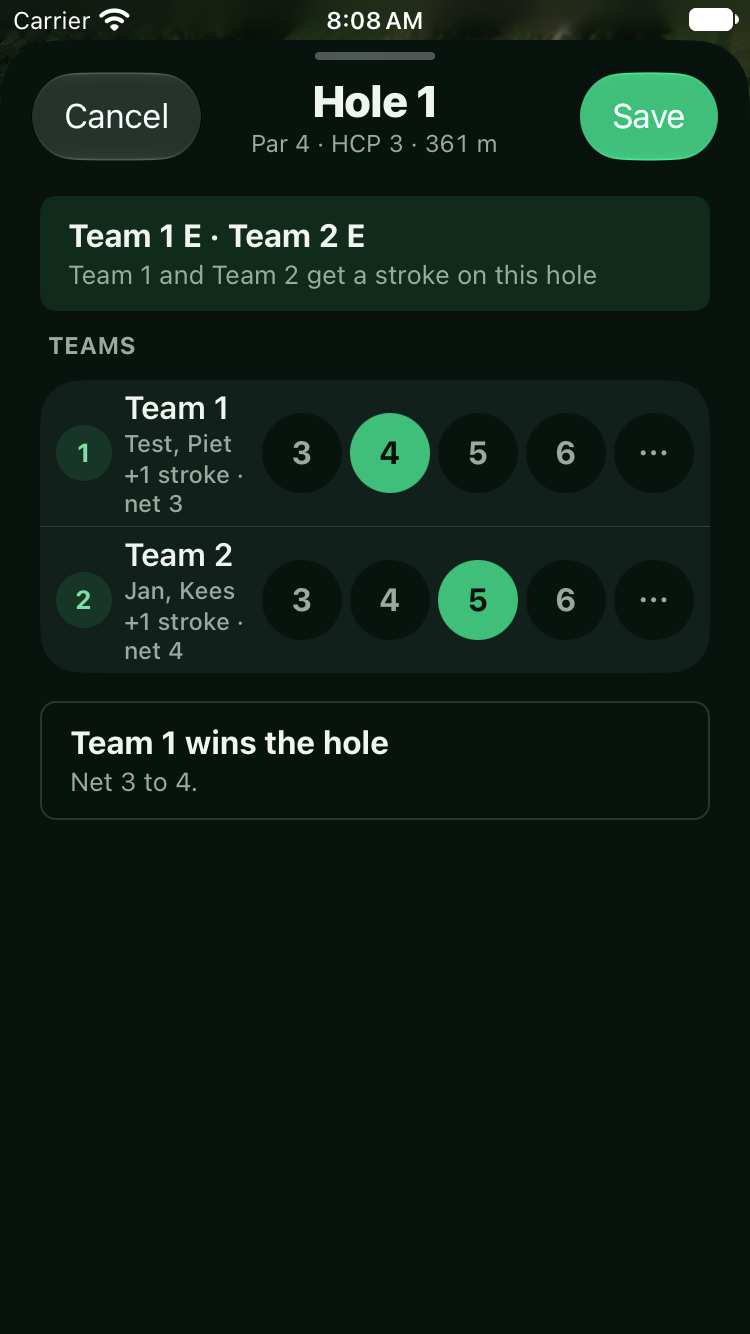 Carrier 8:08 AM
Cancel
Hole 1
Save
Par 4 · HCP 3 · 361 m
Team 1 E · Team 2 E
Team 1 and Team 2 get a stroke on this hole
TEAMS
1
Team 1
Test, Piet
+1 stroke ·
net 3
3 4 5 6 ···
2
Team 2
Jan, Kees
+1 stroke ·
net 4
3 4 5 6 ···
Team 1 wins the hole
Net 3 to 4.